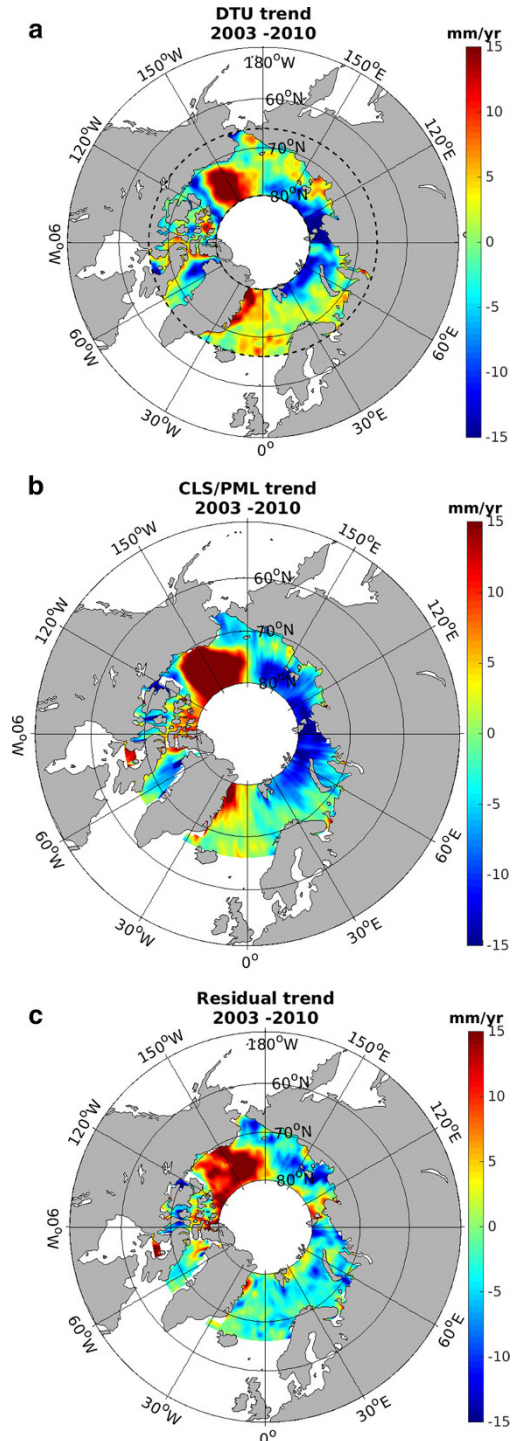 a
DTU trend
2003 -2010
mm/yr
180°W
150°W
150°E
120°W
120°E
90°W
60°W
60°E
30°W
30°E
0°
60°N
70°N
80°N
15
10
5
0
-5
-10
-15
b
CLS/PML trend
2003 -2010
mm/yr
150°W
150°E
120°W
120°E
90°W
60°W
60°E
30°W
30°E
0°
60°N
70°N
80°N
15
10
5
0
-5
-10
-15
c
Residual trend
2003 -2010
mm/yr
180°W
150°W
150°E
120°W
120°E
90°W
60°W
60°E
30°W
30°E
0°
60°N
70°N
80°N
15
10
5
0
-5
-10
-15